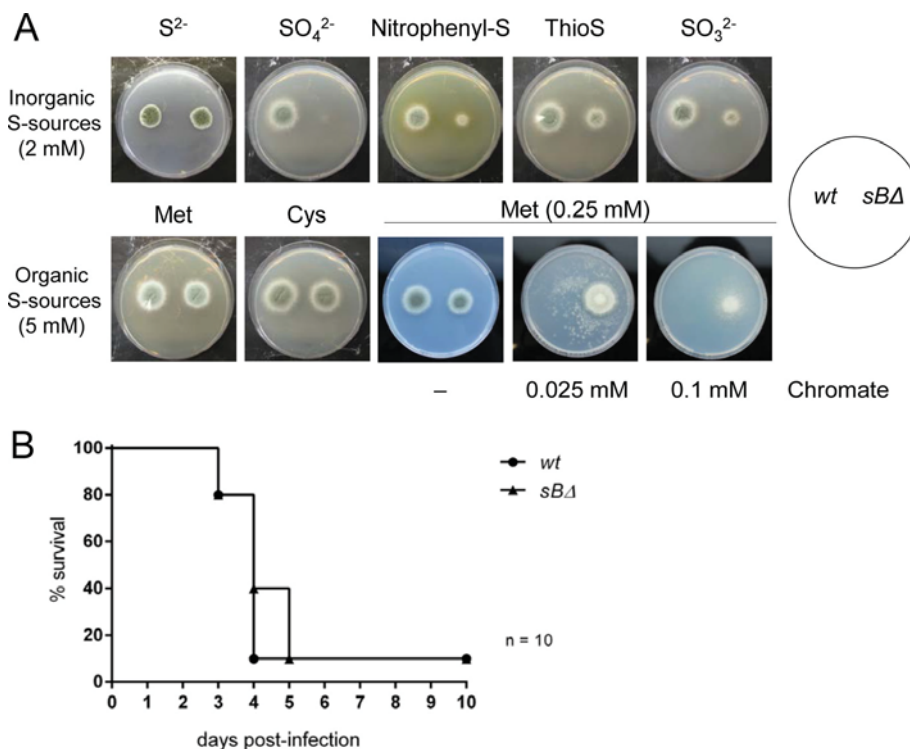 A
S²⁻ SO₄²⁻ Nitrophenyl-S ThioS SO₃²⁻
Inorganic
S-sources
(2 mM)
wt sBΔ
Met Cys Met (0.25 mM)
Organic
S-sources
(5 mM)
– 0.025 mM 0.1 mM Chromate
B
% survival
100
80
60
40
20
0
0 1 2 3 4 5 6 7 8 9 10
days post-infection
wt
sBΔ
n = 10